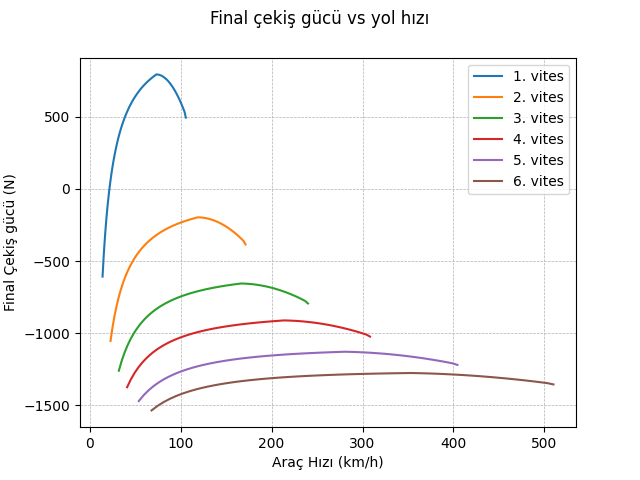 Final çekiş gücü vs yol hızı
Final Çekiş gücü (N)
500
0
−500
−1000
−1500
0 100 200 300 400 500
Araç Hızı (km/h)
1. vites
2. vites
3. vites
4. vites
5. vites
6. vites